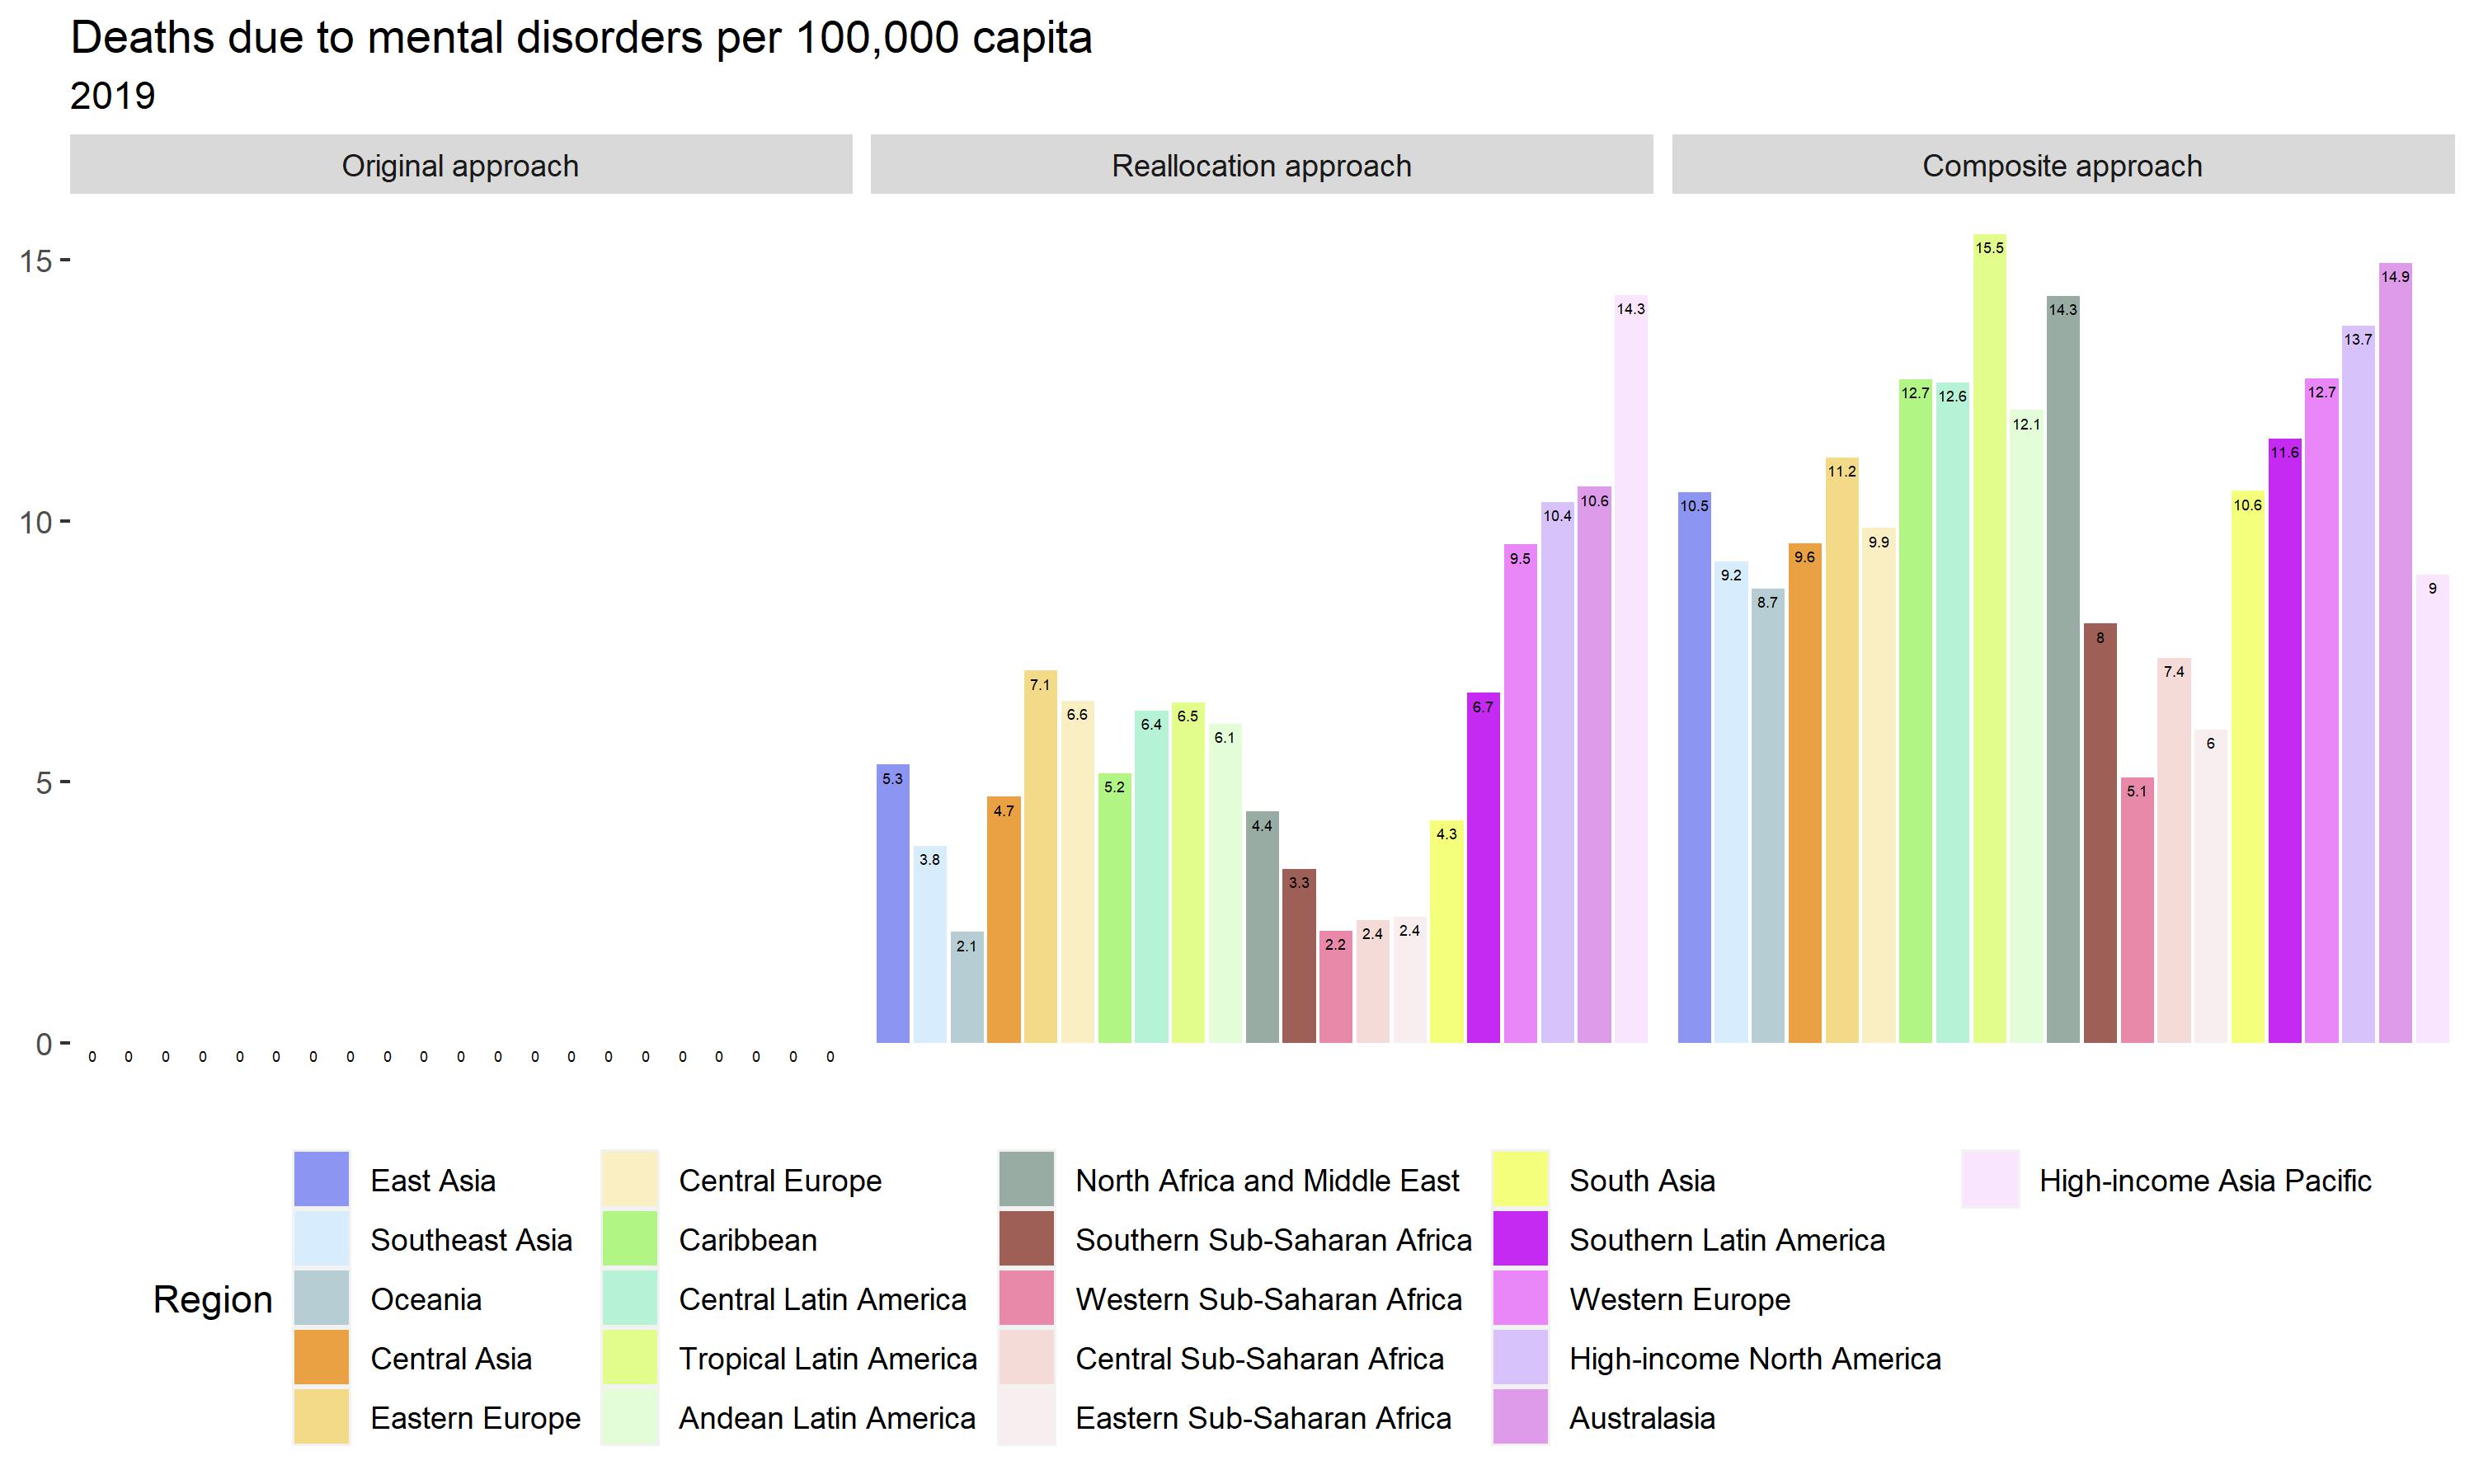 Deaths due to mental disorders per 100,000 capita
2019
Original approach Reallocation approach Composite approach
15
10
5
0
0 0 0 0 0 0 0 0 0 0 0 0 0 0 0 0 0 0 0 0 0
5.3 3.8 2.1 4.7 7.1 6.6 5.2 6.4 6.5 6.1 4.4 3.3 2.2 2.4 2.4 4.3 6.7 9.5 10.4 10.6 14.3
10.5 9.2 8.7 9.6 11.2 9.9 12.7 12.6 15.5 12.1 14.3 8 5.1 7.4 6 10.6 11.6 12.7 13.7 14.9 9
Region
East Asia
Southeast Asia
Oceania
Central Asia
Eastern Europe
Central Europe
Caribbean
Central Latin America
Tropical Latin America
Andean Latin America
North Africa and Middle East
Southern Sub-Saharan Africa
Western Sub-Saharan Africa
Central Sub-Saharan Africa
Eastern Sub-Saharan Africa
South Asia
Southern Latin America
Western Europe
High-income North America
Australasia
High-income Asia Pacific